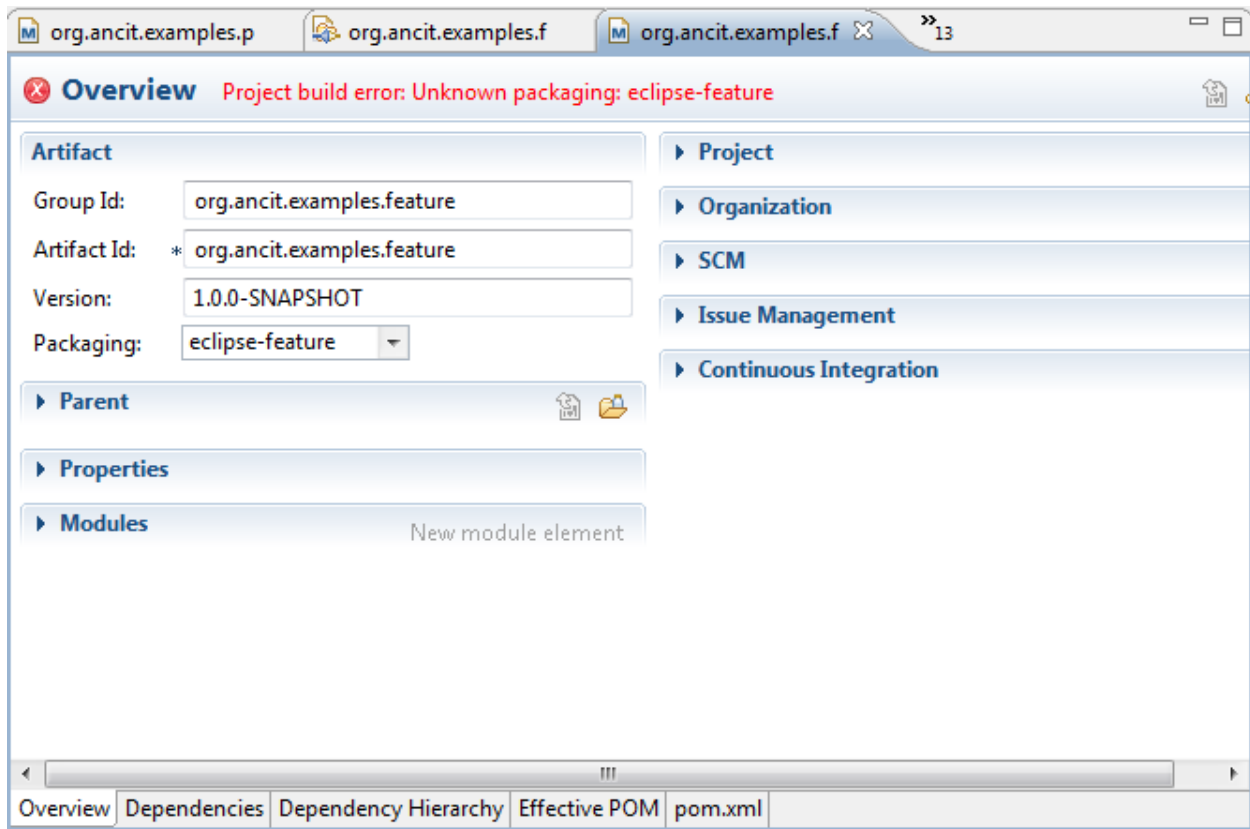 org.ancit.examples.p org.ancit.examples.f org.ancit.examples.f »13
Overview Project build error: Unknown packaging: eclipse-feature
Artifact
Group Id: org.ancit.examples.feature
Artifact Id: * org.ancit.examples.feature
Version: 1.0.0-SNAPSHOT
Packaging: eclipse-feature
Parent
Properties
Modules New module element
Project
Organization
SCM
Issue Management
Continuous Integration
Overview Dependencies Dependency Hierarchy Effective POM pom.xml